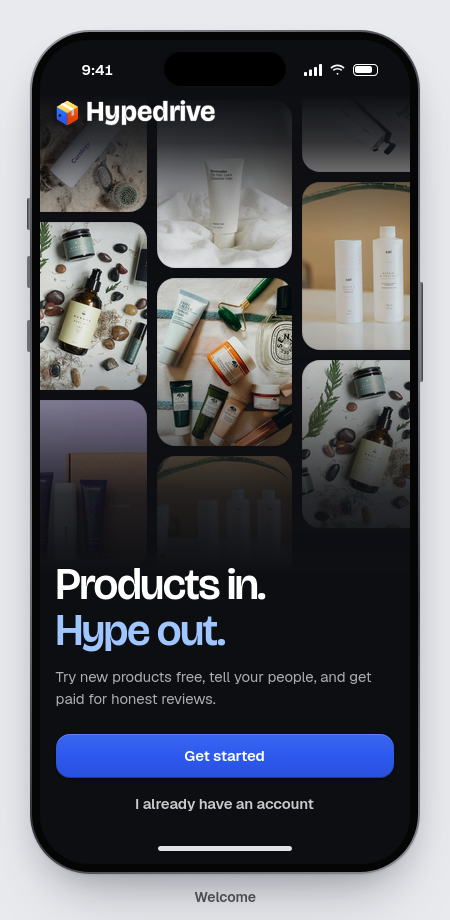 9:41
Hypedrive
Products in.
Hype out.
Try new products free, tell your people, and get
paid for honest reviews.
Get started
I already have an account
Welcome